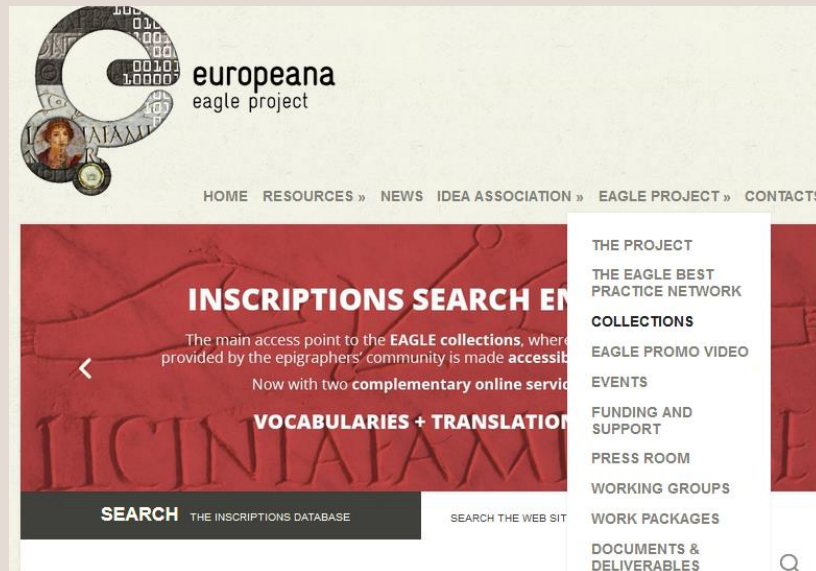 europeana
eagle project
HOME RESOURCES » NEWS IDEA ASSOCIATION » EAGLE PROJECT » CONTACTS
THE PROJECT
THE EAGLE BEST
PRACTICE NETWORK
COLLECTIONS
EAGLE PROMO VIDEO
EVENTS
FUNDING AND
SUPPORT
PRESS ROOM
WORKING GROUPS
WORK PACKAGES
DOCUMENTS &
DELIVERABLES
INSCRIPTIONS SEARCH EN
The main access point to the EAGLE collections, where
provided by the epigraphers' community is made accessib
Now with two complementary online servic
VOCABULARIES + TRANSLATION
LICINIAFAM
SEARCH THE INSCRIPTIONS DATABASE
SEARCH THE WEB SIT